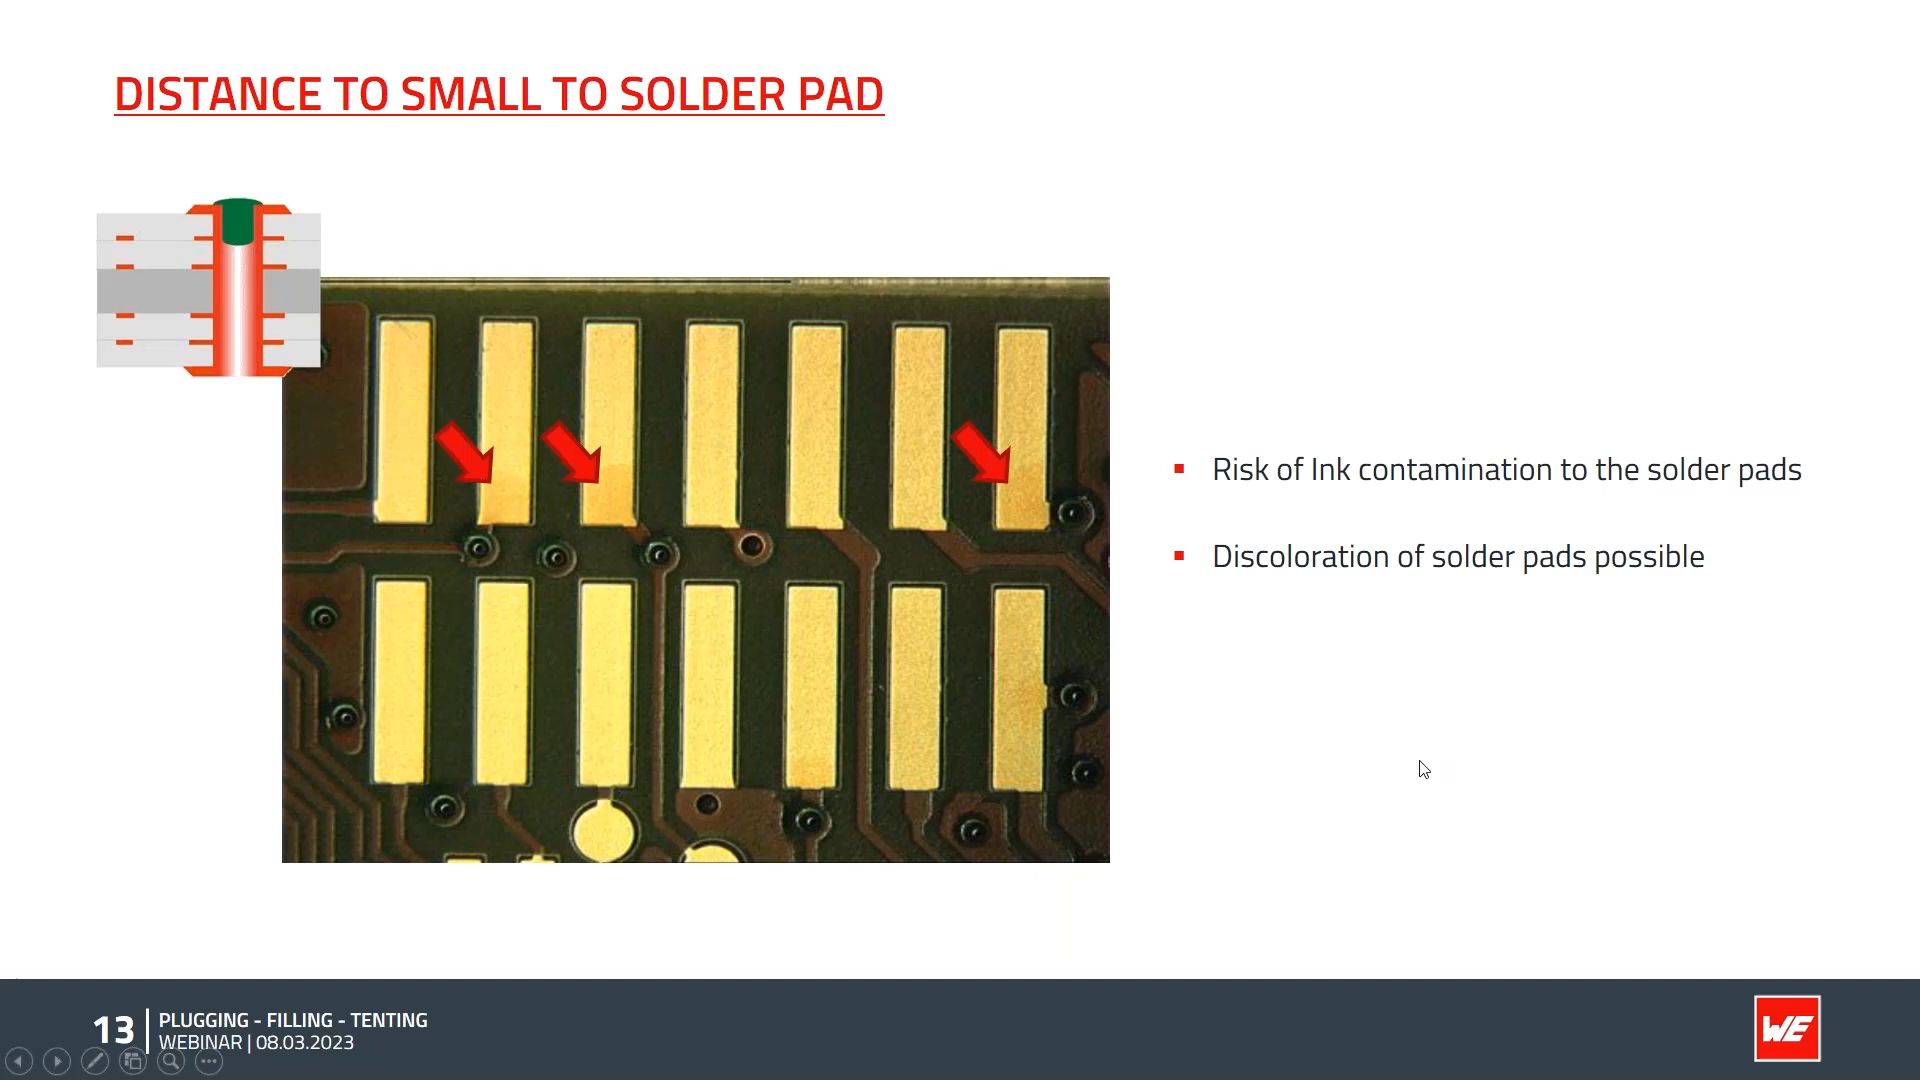 DISTANCE TO SMALL TO SOLDER PAD
Risk of Ink contamination to the solder pads
Discoloration of solder pads possible
13
PLUGGING - FILLING - TENTING
WEBINAR | 08.03.2023
WE